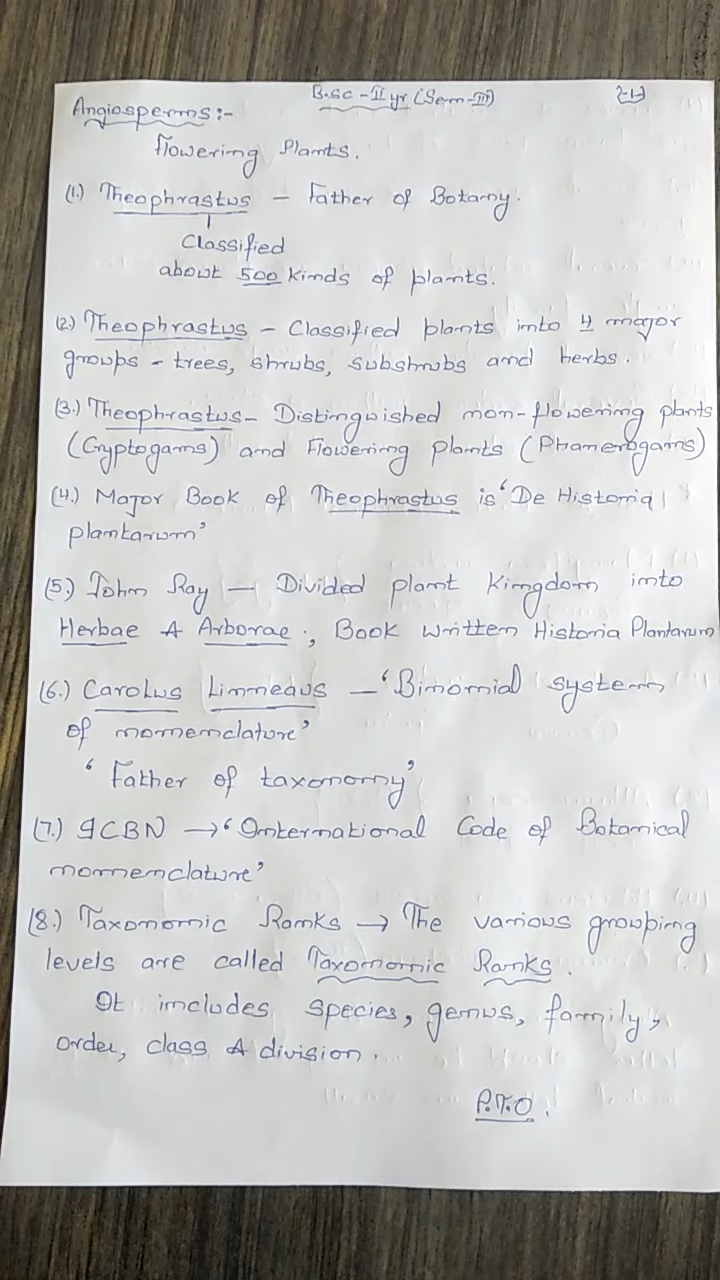 B.Sc - II yr (Sem-III)
Angiosperms:-
Flowering Plants.
(1.) Theophrastus - Father of Botany.
Classified
about 500 kinds of plants.
(2.) Theophrastus - Classified plants into 4 major
groups - trees, shrubs, subshrubs and herbs.
(3.) Theophrastus - Distinguished non-flowering plants
(Cryptogams) and Flowering plants (Phanerogams)
(4.) Major Book of Theophrastus is 'De Historia
plantarum'
(5.) John Ray - Divided plant Kingdom into
Herbae & Arborae; Book written Historia Plantarum
(6.) Carolus Linneaus - 'Binomial system
of nomenclature'
'Father of taxonomy'
(7.) ICBN → 'International Code of Botanical
nomenclature'
(8.) Taxonomic Ranks → The various grouping
levels are called Taxonomic Ranks.
It includes species, genus, family,
order, class & division.
P.T.O.